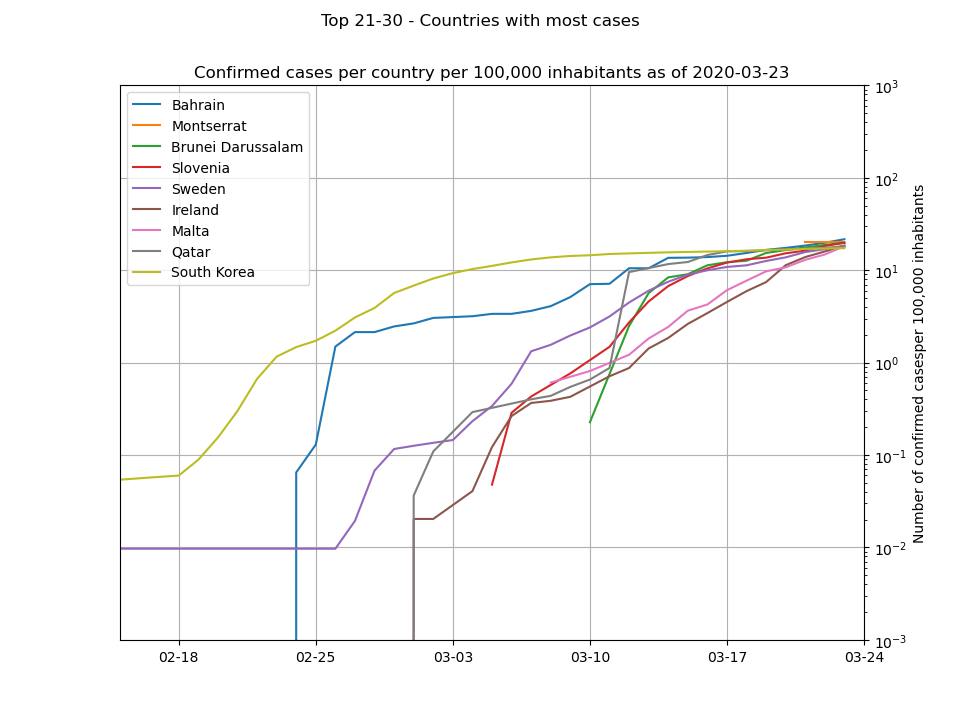 Top 21-30 - Countries with most cases
Confirmed cases per country per 100,000 inhabitants as of 2020-03-23
Bahrain
Montserrat
Brunei Darussalam
Slovenia
Sweden
Ireland
Malta
Qatar
South Korea
10³
10²
10¹
10⁰
10⁻¹
10⁻²
10⁻³
Number of confirmed casesper 100,000 inhabitants
02-18 02-25 03-03 03-10 03-17 03-24